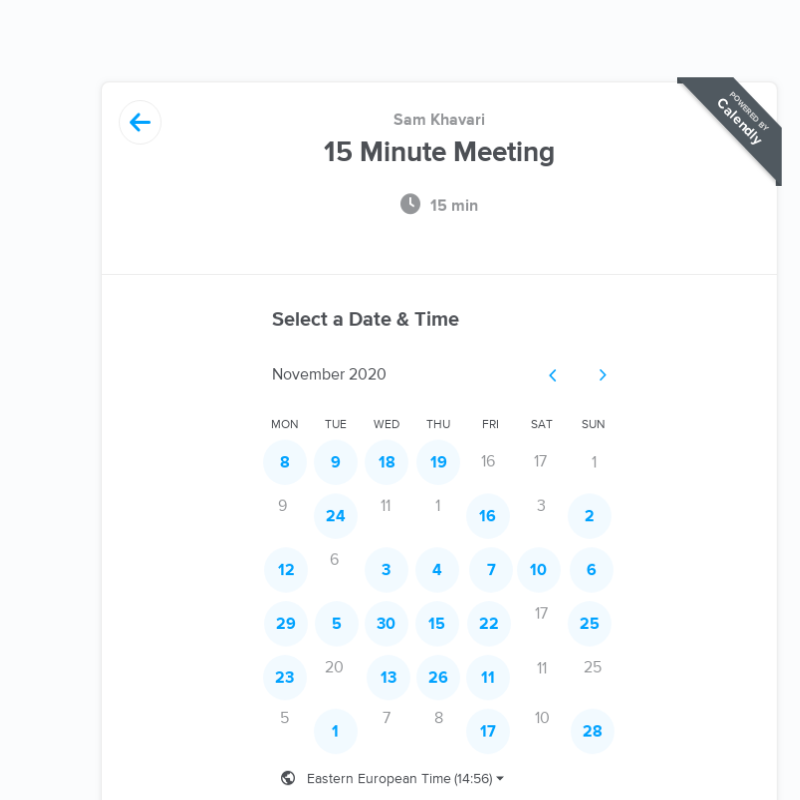 POWERED BY
Calendly
Sam Khavari
15 Minute Meeting
15 min
Select a Date & Time
November 2020
MON TUE WED THU FRI SAT SUN
8 9 18 19 16 17 1
9 24 11 1 16 3 2
12 6 3 4 7 10 6
29 5 30 15 22 17 25
23 20 13 26 11 11 25
5 1 7 8 17 10 28
Eastern European Time (14:56)